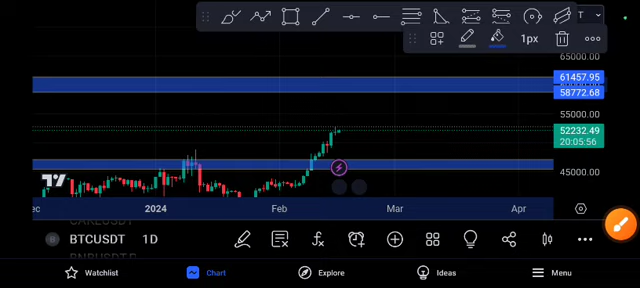 T
1px
65000.00
61457.95
58772.68
55000.00
52232.49
20:05:56
45000.00
2024
Feb
Mar
Apr
BTCUSDT 1D
Watchlist
Chart
Explore
Ideas
Menu